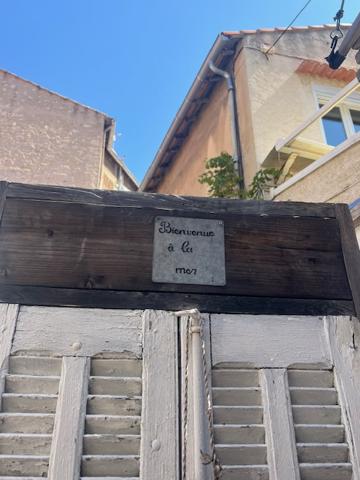 Bienvenue
à la
mer